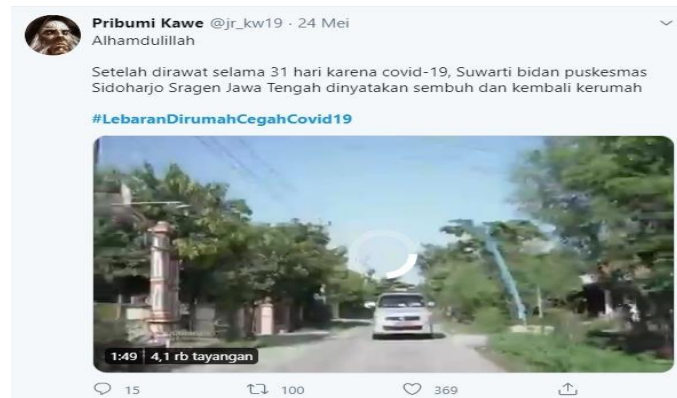 Pribumi Kawe @jr_kw19 · 24 Mei
Alhamdulillah
Setelah dirawat selama 31 hari karena covid-19, Suwarti bidan puskesmas
Sidoharjo Sragen Jawa Tengah dinyatakan sembuh dan kembali kerumah
#LebaranDirumahCegahCovid19
1:49 4,1 rb tayangan
15 100 369